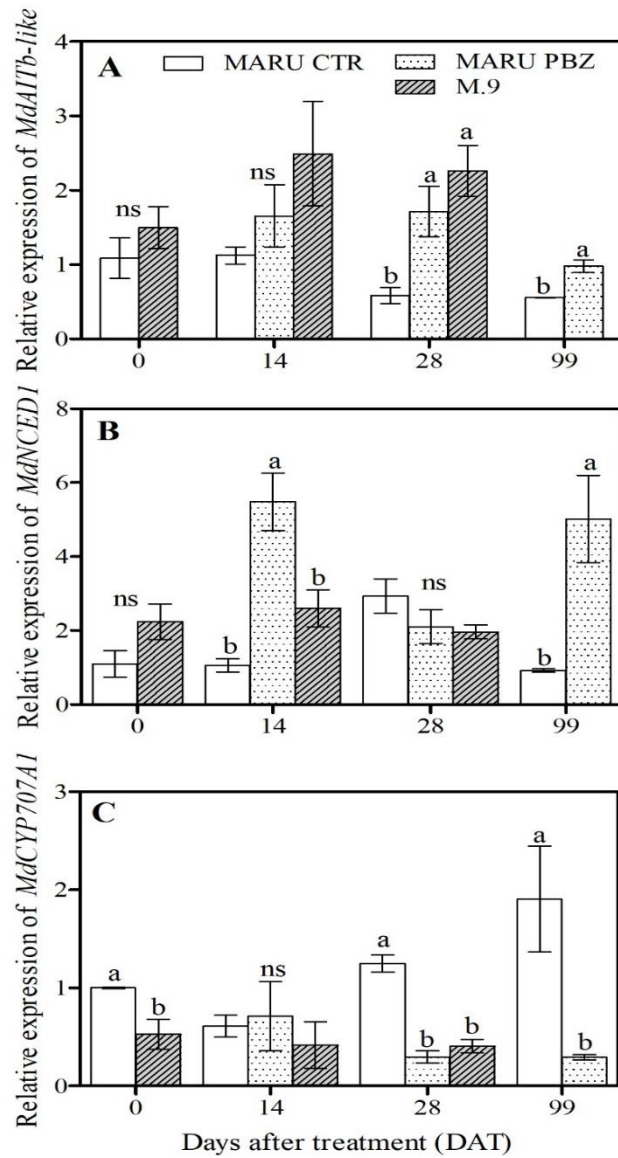 Relative expression of MdAITb-like
4
3
2
1
0
A
MARU CTR
MARU PBZ
M.9
ns
ns
b
a
a
b
a
0
14
28
99
Relative expression of MdNCED1
8
6
4
2
0
B
ns
b
a
b
ns
b
a
0
14
28
99
Relative expression of MdCYP707A1
3
2
1
0
C
a
b
ns
a
b
b
a
b
0
14
28
99
Days after treatment (DAT)